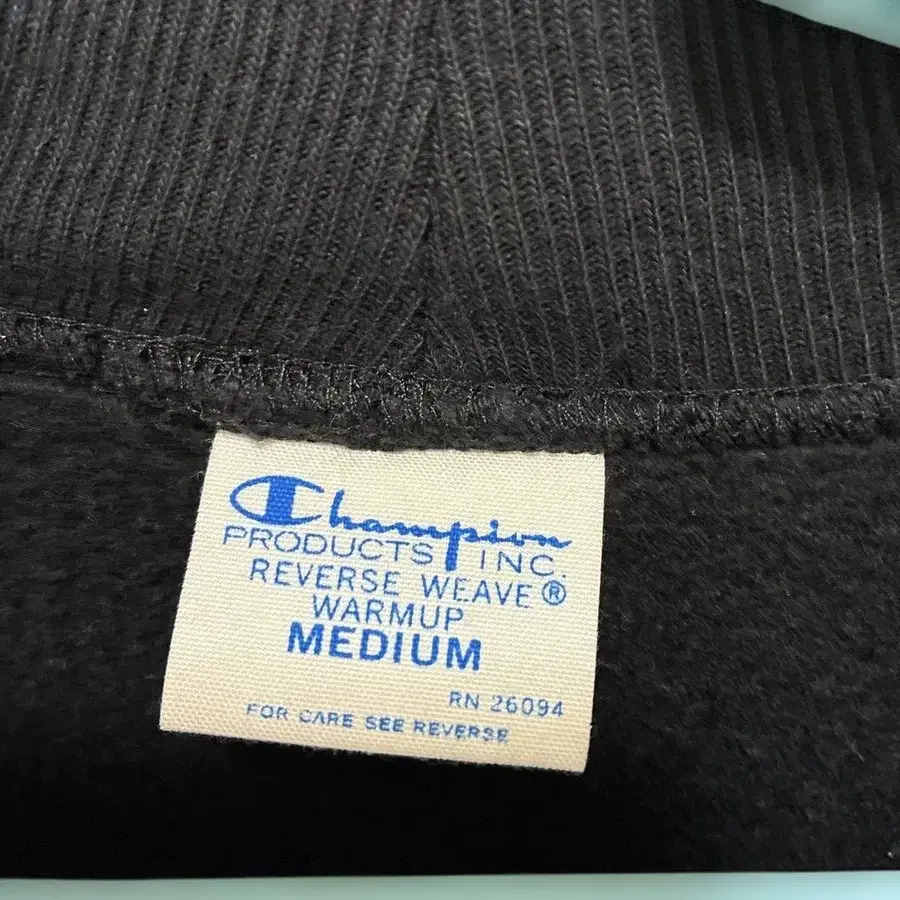 Champion
PRODUCTS INC.
REVERSE WEAVE®
WARMUP
MEDIUM
RN 26094
FOR CARE SEE REVERSE